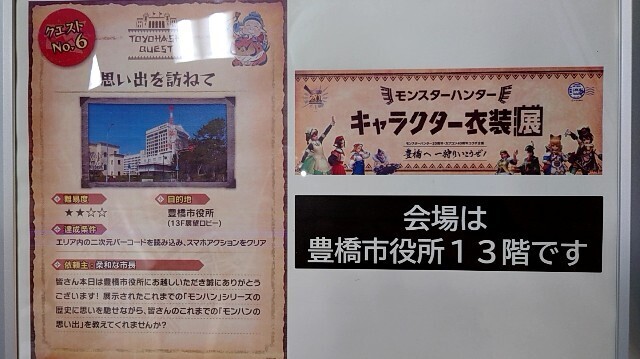 クエスト
No.6
TOYOHASHI
QUEST
思い出を訪ねて
難易度
★★☆☆
目的地
豊橋市役所
(13F展望ロビー)
達成条件
エリア内の二次元バーコードを読み込み、スマホアクションをクリア
依頼主:柔和な市長
皆さん本日は豊橋市役所にお越しいただき誠にありがとう
ございます!展示されたこれまでの「モンハン」シリーズの
歴史に思いを馳せながら、皆さんのこれまでの「モンハンの
思い出」を教えてくれませんか?
モンスターハンター
キャラクター衣装展
豊橋へ一狩りいこうぜ!
会場は
豊橋市役所13階です